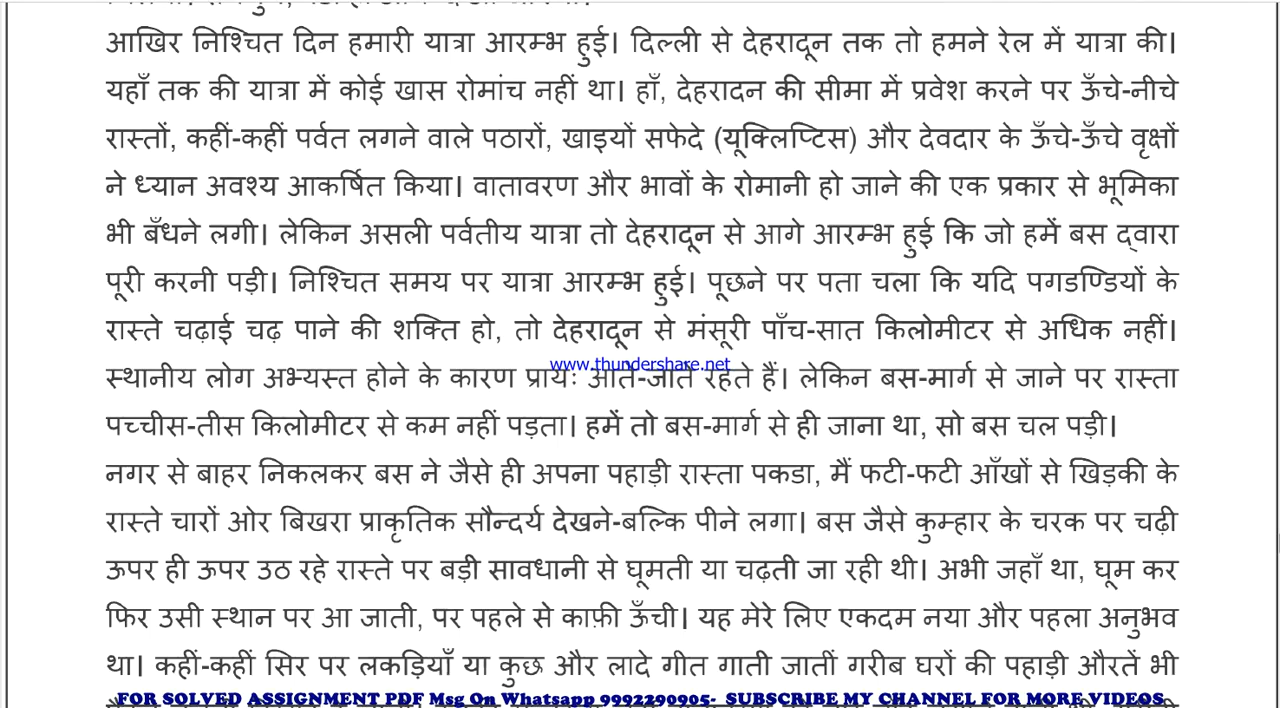 आखिर निश्चित दिन हमारी यात्रा आरम्भ हुई। दिल्ली से देहरादून तक तो हमने रेल में यात्रा की।
यहाँ तक की यात्रा में कोई खास रोमांच नहीं था। हाँ, देहरादन की सीमा में प्रवेश करने पर ऊँचे-नीचे
रास्तों, कहीं-कहीं पर्वत लगने वाले पठारों, खाइयों सफेदे (यूक्लिप्टिस) और देवदार के ऊँचे-ऊँचे वृक्षों
ने ध्यान अवश्य आकर्षित किया। वातावरण और भावों के रोमानी हो जाने की एक प्रकार से भूमिका
भी बँधने लगी। लेकिन असली पर्वतीय यात्रा तो देहरादून से आगे आरम्भ हुई कि जो हमें बस द्वारा
पूरी करनी पड़ी। निश्चित समय पर यात्रा आरम्भ हुई। पूछने पर पता चला कि यदि पगडण्डियों के
रास्ते चढ़ाई चढ़ पाने की शक्ति हो, तो देहरादून से मंसूरी पाँच-सात किलोमीटर से अधिक नहीं।
www.thundershare.net
स्थानीय लोग अभ्यस्त होने के कारण प्रायः आते-जाते रहते हैं। लेकिन बस-मार्ग से जाने पर रास्ता
पच्चीस-तीस किलोमीटर से कम नहीं पड़ता। हमें तो बस-मार्ग से ही जाना था, सो बस चल पड़ी।
नगर से बाहर निकलकर बस ने जैसे ही अपना पहाड़ी रास्ता पकडा, मैं फटी-फटी आँखों से खिड़की के
रास्ते चारों ओर बिखरा प्राकृतिक सौन्दर्य देखने-बल्कि पीने लगा। बस जैसे कुम्हार के चरक पर चढ़ी
ऊपर ही ऊपर उठ रहे रास्ते पर बड़ी सावधानी से घूमती या चढ़ती जा रही थी। अभी जहाँ था, घूम कर
फिर उसी स्थान पर आ जाती, पर पहले से काफ़ी ऊँची। यह मेरे लिए एकदम नया और पहला अनुभव
था। कहीं-कहीं सिर पर लकड़ियाँ या कुछ और लादे गीत गाती जातीं गरीब घरों की पहाड़ी औरतें भी
FOR SOLVED ASSIGNMENT PDF Msg On Whatsapp 9992290905- SUBSCRIBE MY CHANNEL FOR MORE VIDEOS